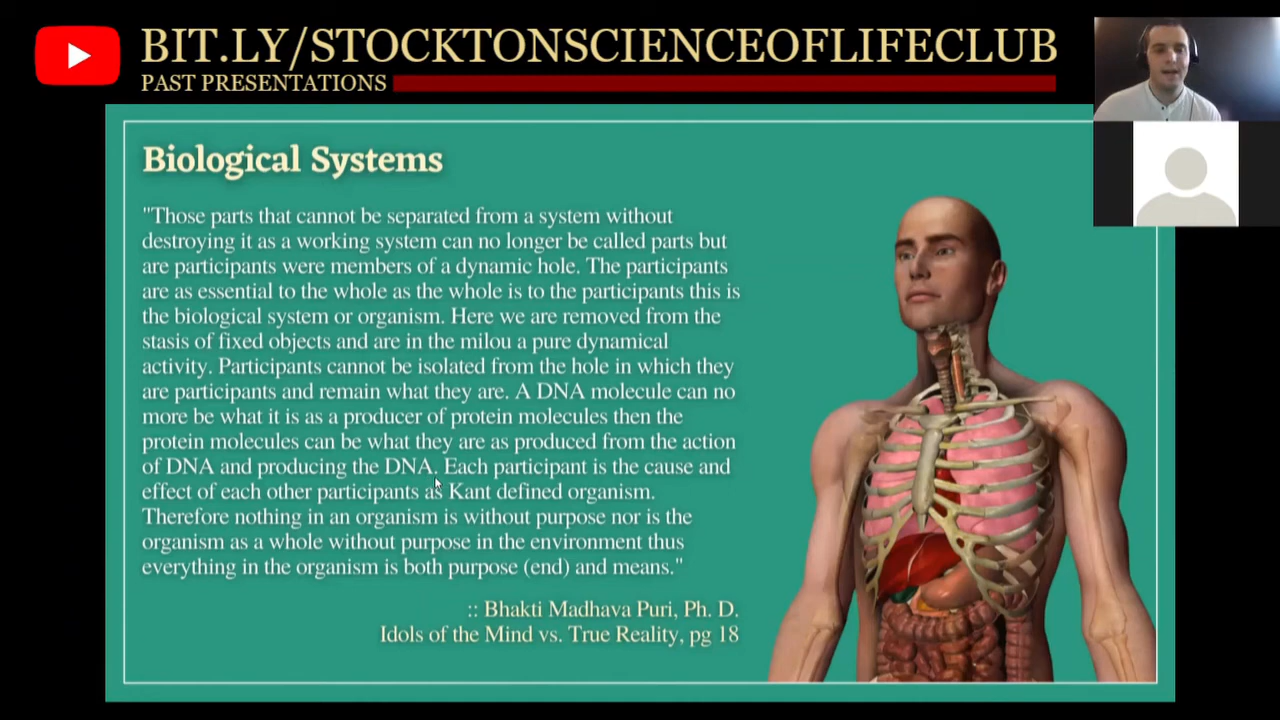 BIT.LY/STOCKTONSCIENCEOFLIFECLUB
PAST PRESENTATIONS
Biological Systems
"Those parts that cannot be separated from a system without
destroying it as a working system can no longer be called parts but
are participants were members of a dynamic hole. The participants
are as essential to the whole as the whole is to the participants this is
the biological system or organism. Here we are removed from the
stasis of fixed objects and are in the milou a pure dynamical
activity. Participants cannot be isolated from the hole in which they
are participants and remain what they are. A DNA molecule can no
more be what it is as a producer of protein molecules then the
protein molecules can be what they are as produced from the action
of DNA and producing the DNA. Each participant is the cause and
effect of each other participants as Kant defined organism.
Therefore nothing in an organism is without purpose nor is the
organism as a whole without purpose in the environment thus
everything in the organism is both purpose (end) and means."
:: Bhakti Madhava Puri, Ph. D.
Idols of the Mind vs. True Reality, pg 18